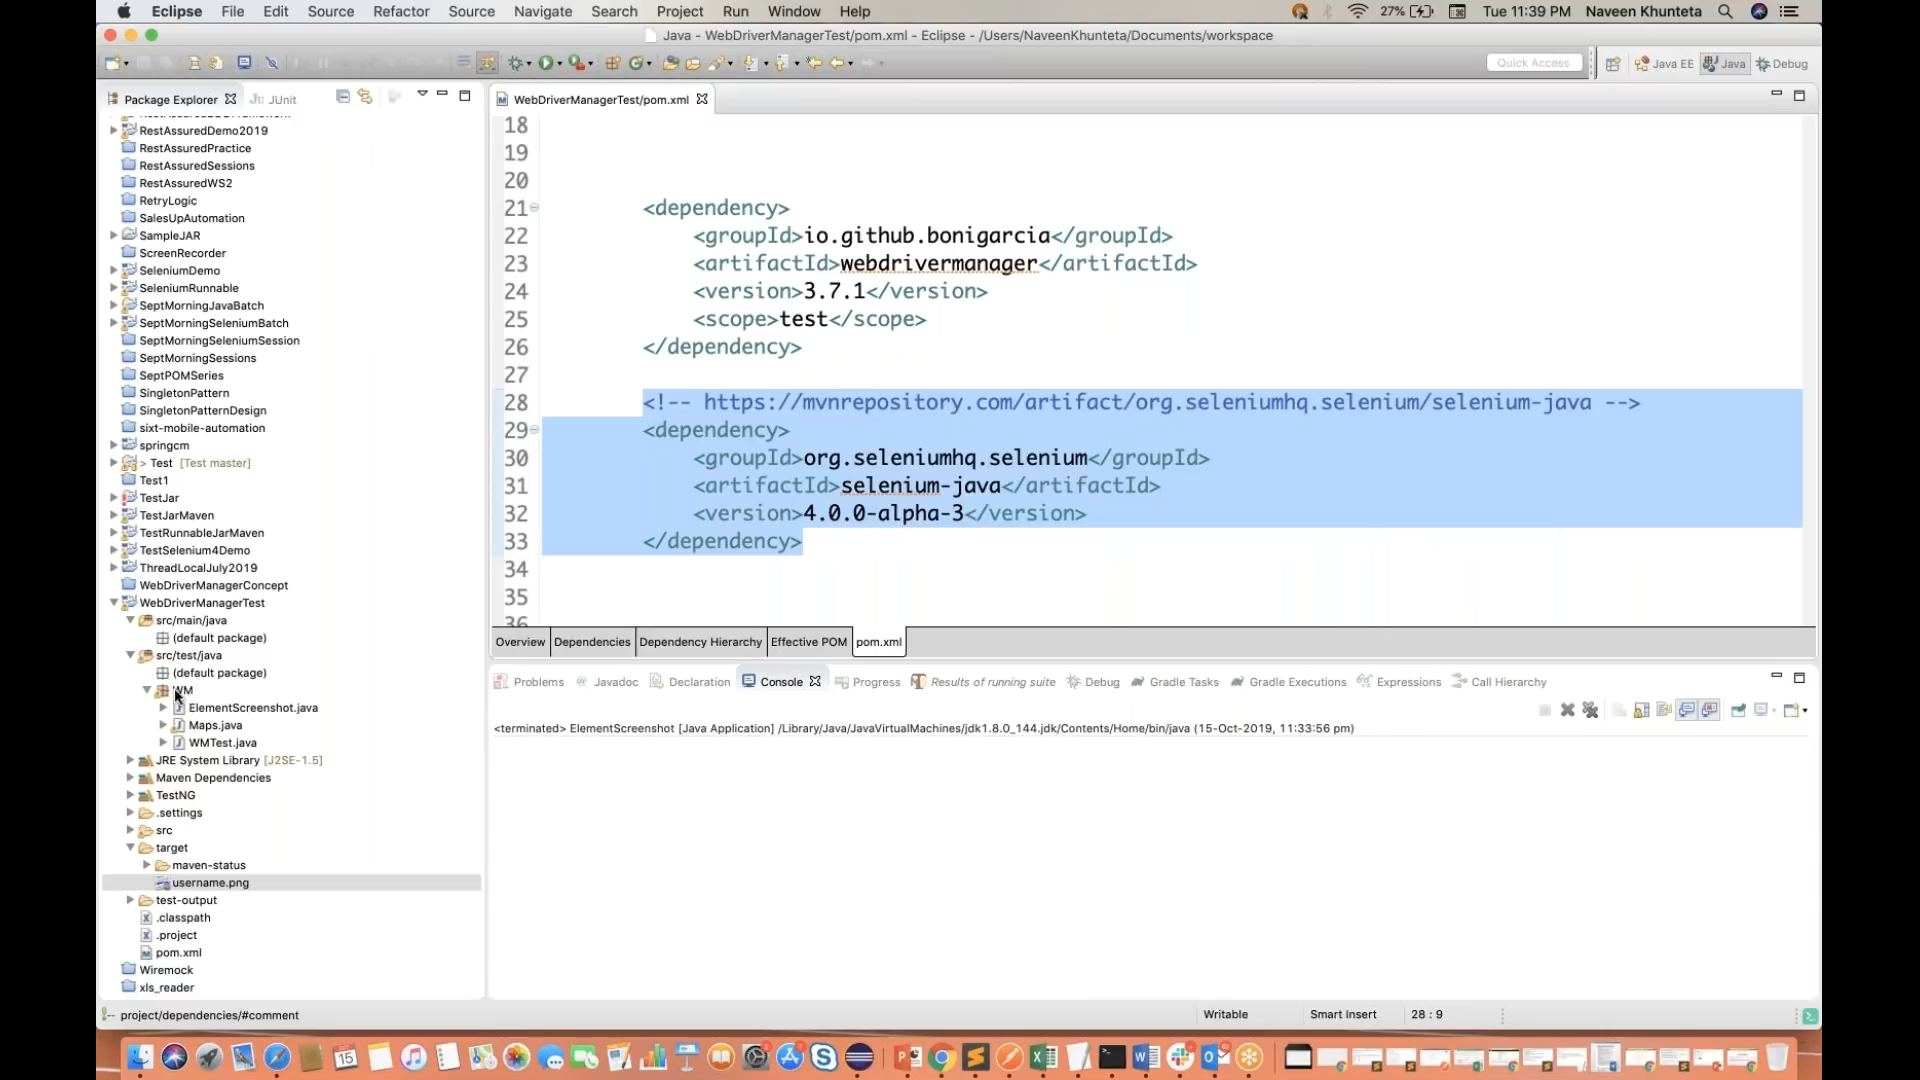 Eclipse File Edit Source Refactor Source Navigate Search Project Run Window Help 27% Tue 11:39 PM Naveen Khunteta
Java - WebDriverManagerTest/pom.xml - Eclipse - /Users/NaveenKhunteta/Documents/workspace
Quick Access Java EE Java Debug
Package Explorer JUnit
RestAssuredDemo2019
RestAssuredPractice
RestAssuredSessions
RestAssuredWS2
RetryLogic
SalesUpAutomation
SampleJAR
ScreenRecorder
SeleniumDemo
SeleniumRunnable
SeptMorningJavaBatch
SeptMorningSeleniumBatch
SeptMorningSeleniumSession
SeptMorningSessions
SeptPOMSeries
SingletonPattern
SingletonPatternDesign
sixt-mobile-automation
springcm
> Test [Test master]
Test1
TestJar
TestJarMaven
TestRunnableJarMaven
TestSelenium4Demo
ThreadLocalJuly2019
WebDriverManagerConcept
WebDriverManagerTest
src/main/java
(default package)
src/test/java
(default package)
WM
ElementScreenshot.java
Maps.java
WMTest.java
JRE System Library [J2SE-1.5]
Maven Dependencies
TestNG
.settings
src
target
maven-status
username.png
test-output
.classpath
.project
pom.xml
Wiremock
xls_reader
WebDriverManagerTest/pom.xml
18
19
20
21 <dependency>
22 <groupId>io.github.bonigarcia</groupId>
23 <artifactId>webdrivermanager</artifactId>
24 <version>3.7.1</version>
25 <scope>test</scope>
26 </dependency>
27
28 <!-- https://mvnrepository.com/artifact/org.seleniumhq.selenium/selenium-java -->
29 <dependency>
30 <groupId>org.seleniumhq.selenium</groupId>
31 <artifactId>selenium-java</artifactId>
32 <version>4.0.0-alpha-3</version>
33 </dependency>
34
35
36
Overview Dependencies Dependency Hierarchy Effective POM pom.xml
Problems Javadoc Declaration Console Progress Results of running suite Debug Gradle Tasks Gradle Executions Expressions Call Hierarchy
<terminated> ElementScreenshot [Java Application] /Library/Java/JavaVirtualMachines/jdk1.8.0_144.jdk/Contents/Home/bin/java (15-Oct-2019, 11:33:56 pm)
project/dependencies/#comment Writable Smart Insert 28 : 9